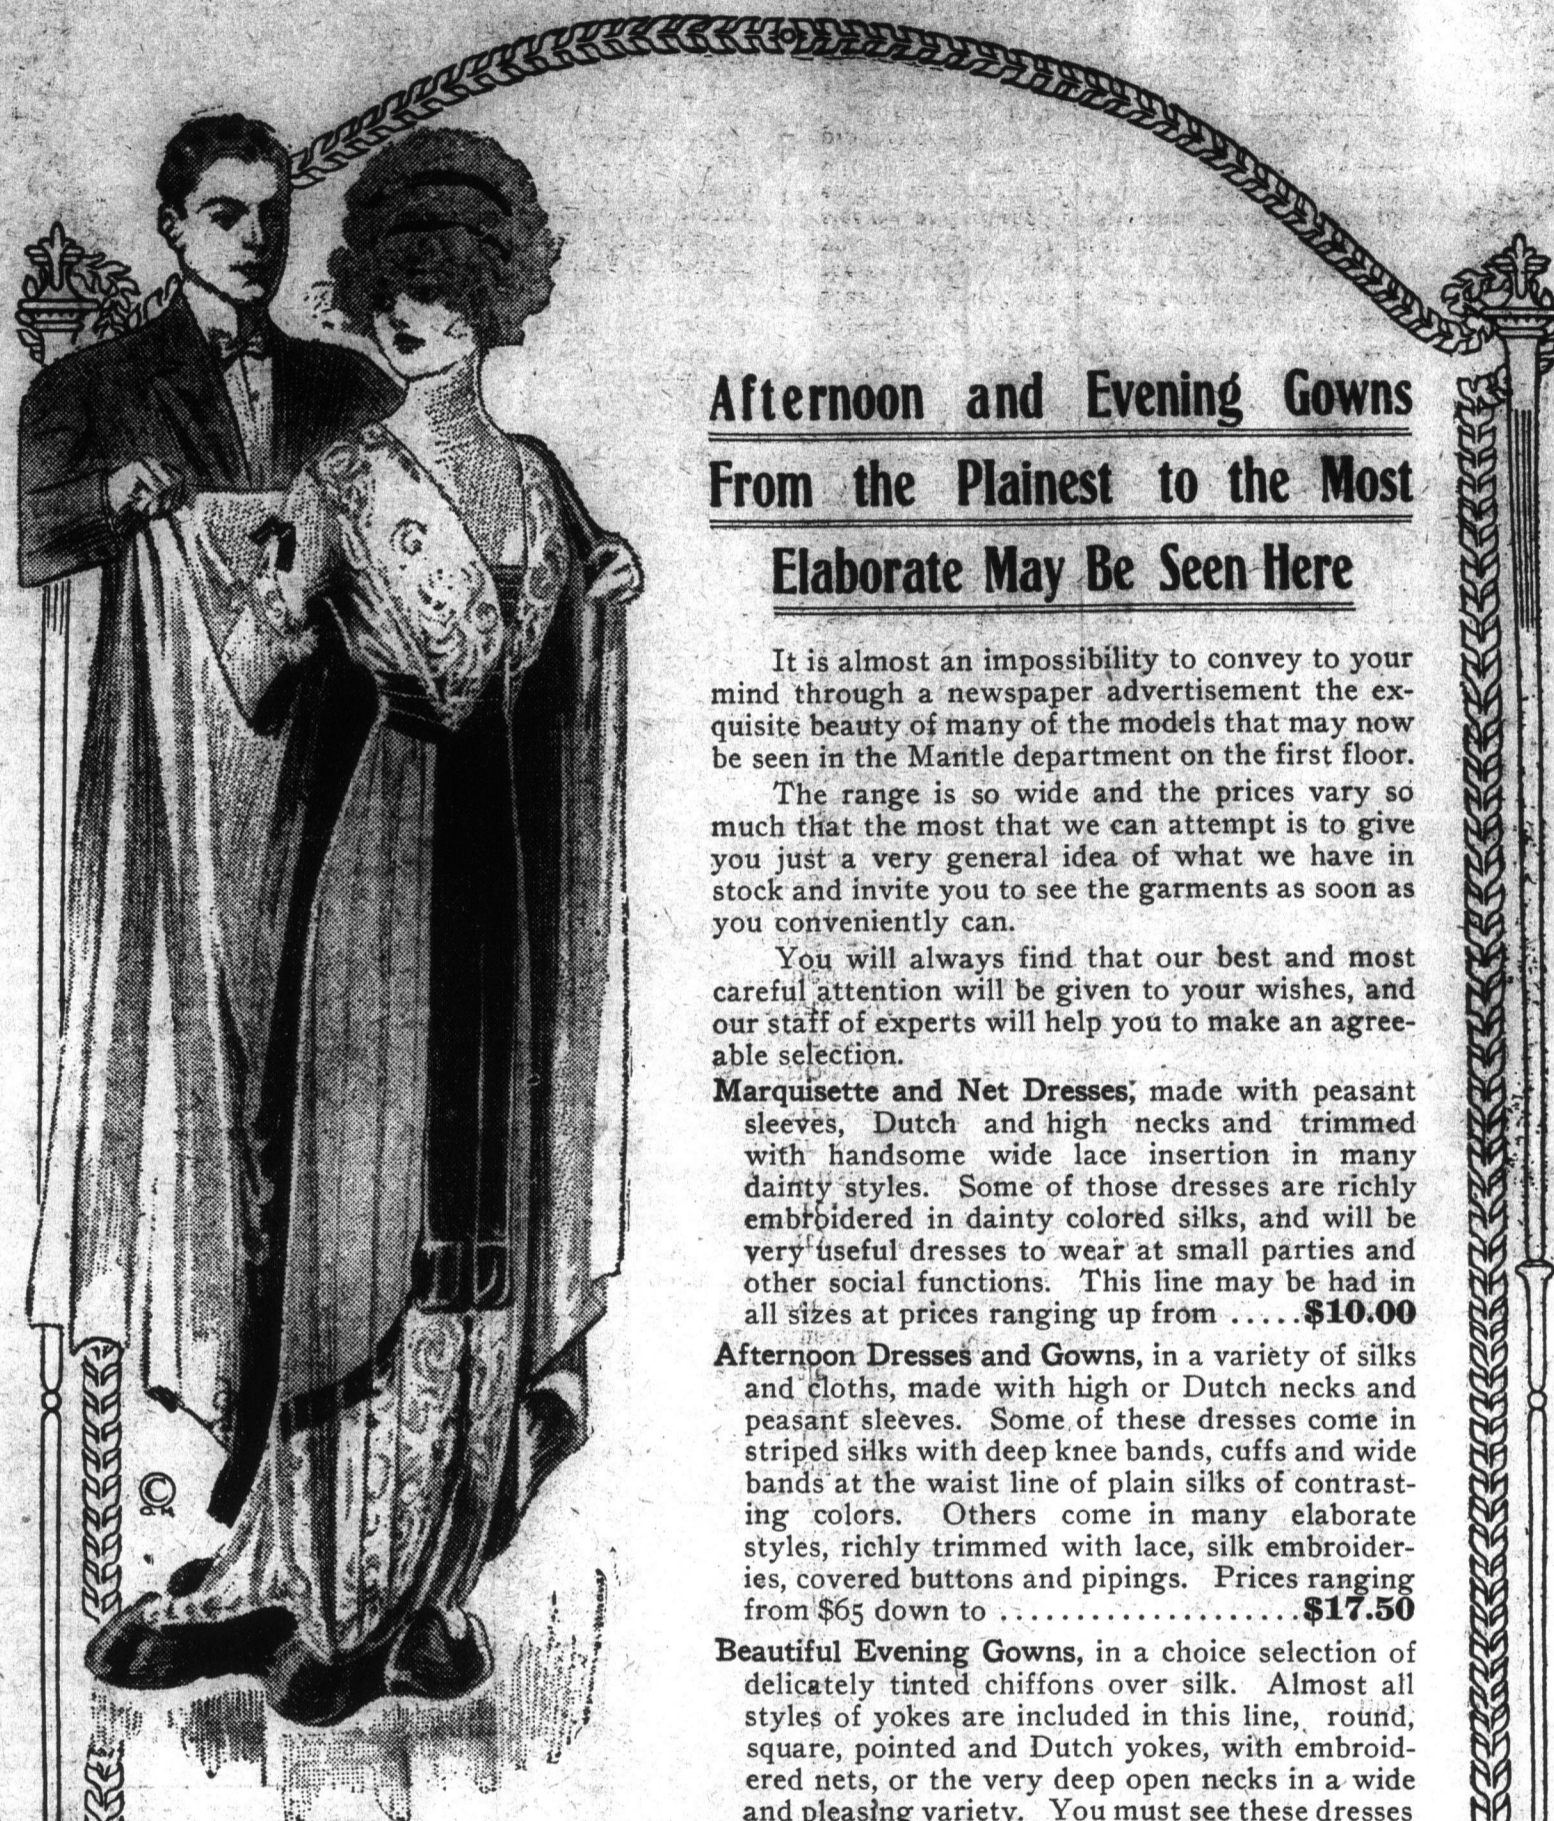 Afternoon and Evening Gowns
From the Plainest to the Most
Elaborate May Be Seen Here
It is almost an impossibility to convey to your
mind through a newspaper advertisement the ex-
quisite beauty of many of the models that may now
be seen in the Mantle department on the first floor.
The range is so wide and the prices vary so
much that the most that we can attempt is to give
you just a very general idea of what we have in
stock and invite you to see the garments as soon as
you conveniently can.
You will always find that our best and most
careful attention will be given to your wishes, and
our staff of experts will help you to make an agree-
able selection.
Marquisette and Net Dresses, made with peasant
sleeves, Dutch and high necks and trimmed
with handsome wide lace insertion in many
dainty styles. Some of those dresses are richly
embroidered in dainty colored silks, and will be
very useful dresses to wear at small parties and
other social functions. This line may be had in
all sizes at prices ranging up from .....$10.00
Afternoon Dresses and Gowns, in a variety of silks
and cloths, made with high or Dutch necks and
peasant sleeves. Some of these dresses come in
striped silks with deep knee bands, cuffs and wide
bands at the waist line of plain silks of contrast-
ing colors. Others come in many elaborate
styles, richly trimmed with lace, silk embroider-
ies, covered buttons and pipings. Prices ranging
from $65 down to .....................$17.50
Beautiful Evening Gowns, in a choice selection of
delicately tinted chiffons over silk. Almost all
styles of yokes are included in this line, round,
square, pointed and Dutch yokes, with embroid-
ered nets, or the very deep open necks in a wide
and pleasing variety. You must see these dresses
©